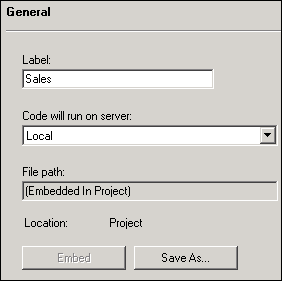 General
Label:
Sales
Code will run on server:
Local
File path:
(Embedded In Project)
Location: Project
Embed Save As...